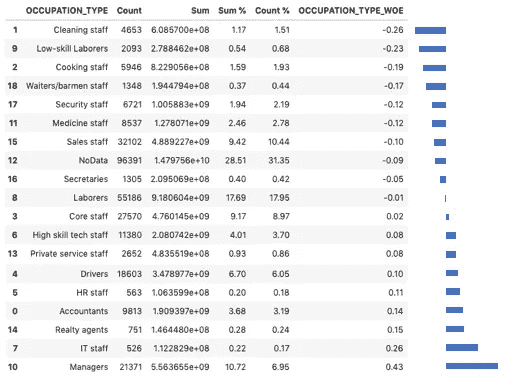 OCCUPATION_TYPE Count Sum Sum % Count % OCCUPATION_TYPE_WOE
1 Cleaning staff 4653 6.085700e+08 1.17 1.51 -0.26
9 Low-skill Laborers 2093 2.788462e+08 0.54 0.68 -0.23
2 Cooking staff 5946 8.229056e+08 1.59 1.93 -0.19
18 Waiters/barmen staff 1348 1.944794e+08 0.37 0.44 -0.17
17 Security staff 6721 1.005883e+09 1.94 2.19 -0.12
11 Medicine staff 8537 1.278071e+09 2.46 2.78 -0.12
15 Sales staff 32102 4.889227e+09 9.42 10.44 -0.10
12 NoData 96391 1.479756e+10 28.51 31.35 -0.09
16 Secretaries 1305 2.095069e+08 0.40 0.42 -0.05
8 Laborers 55186 9.180604e+09 17.69 17.95 -0.01
3 Core staff 27570 4.760145e+09 9.17 8.97 0.02
6 High skill tech staff 11380 2.080742e+09 4.01 3.70 0.08
13 Private service staff 2652 4.835519e+08 0.93 0.86 0.08
4 Drivers 18603 3.478977e+09 6.70 6.05 0.10
5 HR staff 563 1.063599e+08 0.20 0.18 0.11
0 Accountants 9813 1.909397e+09 3.68 3.19 0.14
14 Realty agents 751 1.464480e+08 0.28 0.24 0.15
7 IT staff 526 1.122829e+08 0.22 0.17 0.26
10 Managers 21371 5.563655e+09 10.72 6.95 0.43